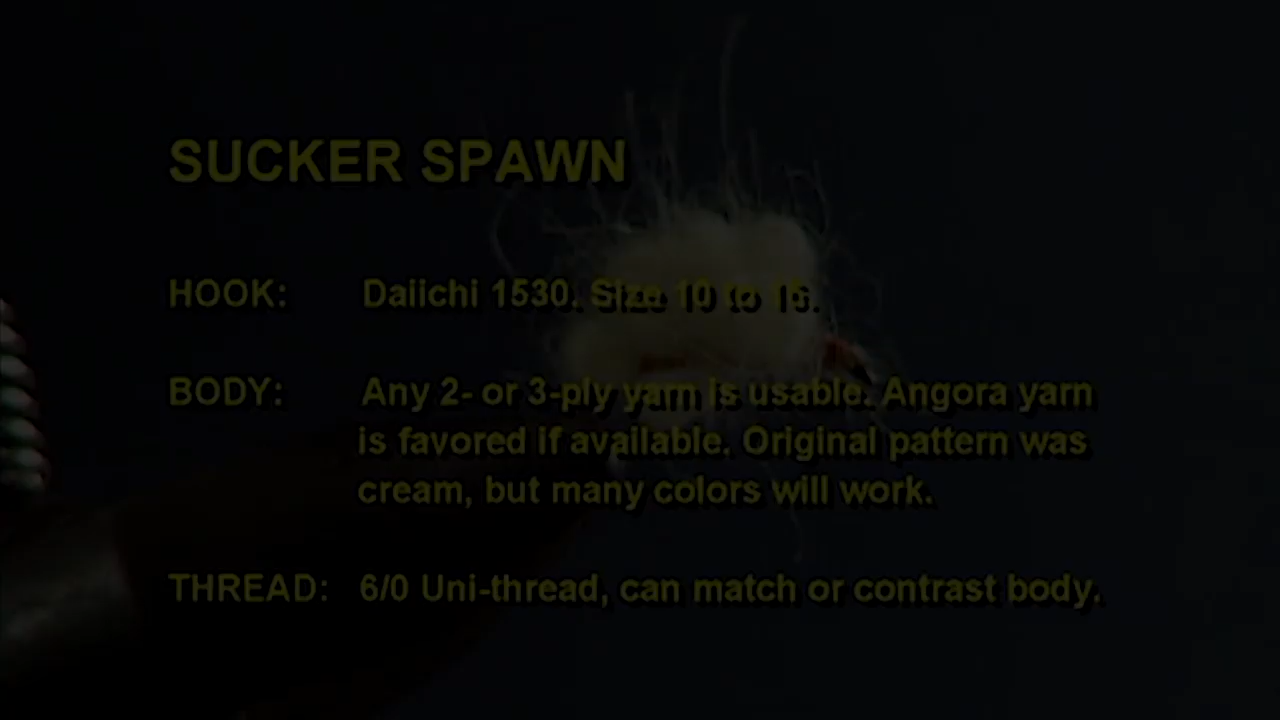 SUCKER SPAWN
HOOK: Daiichi 1530. Size 10 to 16.
BODY: Any 2- or 3-ply yarn is usable. Angora yarn
is favored if available. Original pattern was
cream, but many colors will work.
THREAD: 6/0 Uni-thread, can match or contrast body.